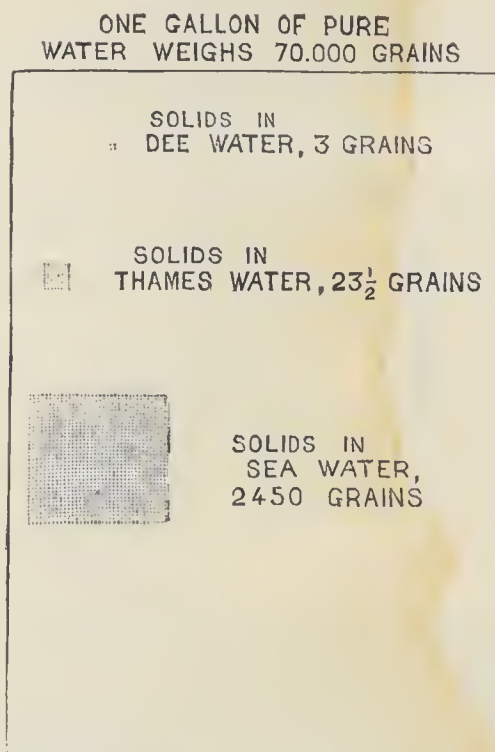 ONE GALLON OF PURE
WATER WEIGHS 70.000 GRAINS
SOLIDS IN
DEE WATER, 3 GRAINS
SOLIDS IN
THAMES WATER, 23½ GRAINS
SOLIDS IN
SEA WATER,
2450 GRAINS